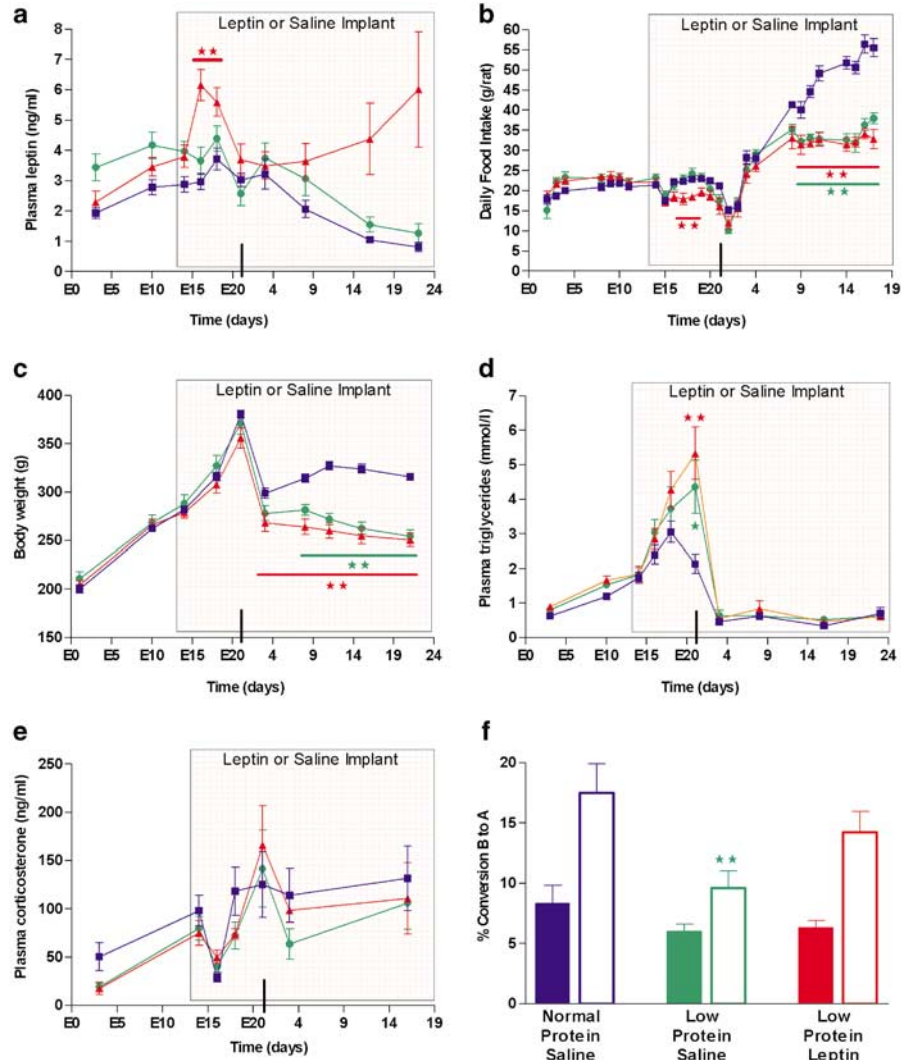 a
Leptin or Saline Implant
Plasma leptin (ng/ml)
8
7
6
5
4
3
2
1
0
★★
E0 E5 E10 E15 E20 4 9 14 19 24
Time (days)
b
Leptin or Saline Implant
Daily Food Intake (g/rat)
60
55
50
45
40
35
30
25
20
15
10
5
0
★★
★★
★★
E0 E5 E10 E15 E20 4 9 14 19
Time (days)
c
Leptin or Saline Implant
Body weight (g)
400
350
300
250
200
150
★★
★★
E0 E5 E10 E15 E20 4 9 14 19 24
Time (days)
d
Leptin or Saline Implant
Plasma triglycerides (mmol/l)
7
6
5
4
3
2
1
0
★★
★
E0 E5 E10 E15 E20 4 9 14 19 24
Time (days)
e
Leptin or Saline Implant
Plasma corticosterone (ng/ml)
250
200
150
100
50
0
E0 E5 E10 E15 E20 4 9 14 19
Time (days)
f
% Conversion B to A
20
15
10
5
0
★★
Normal Protein Saline
Low Protein Saline
Low Protein Leptin